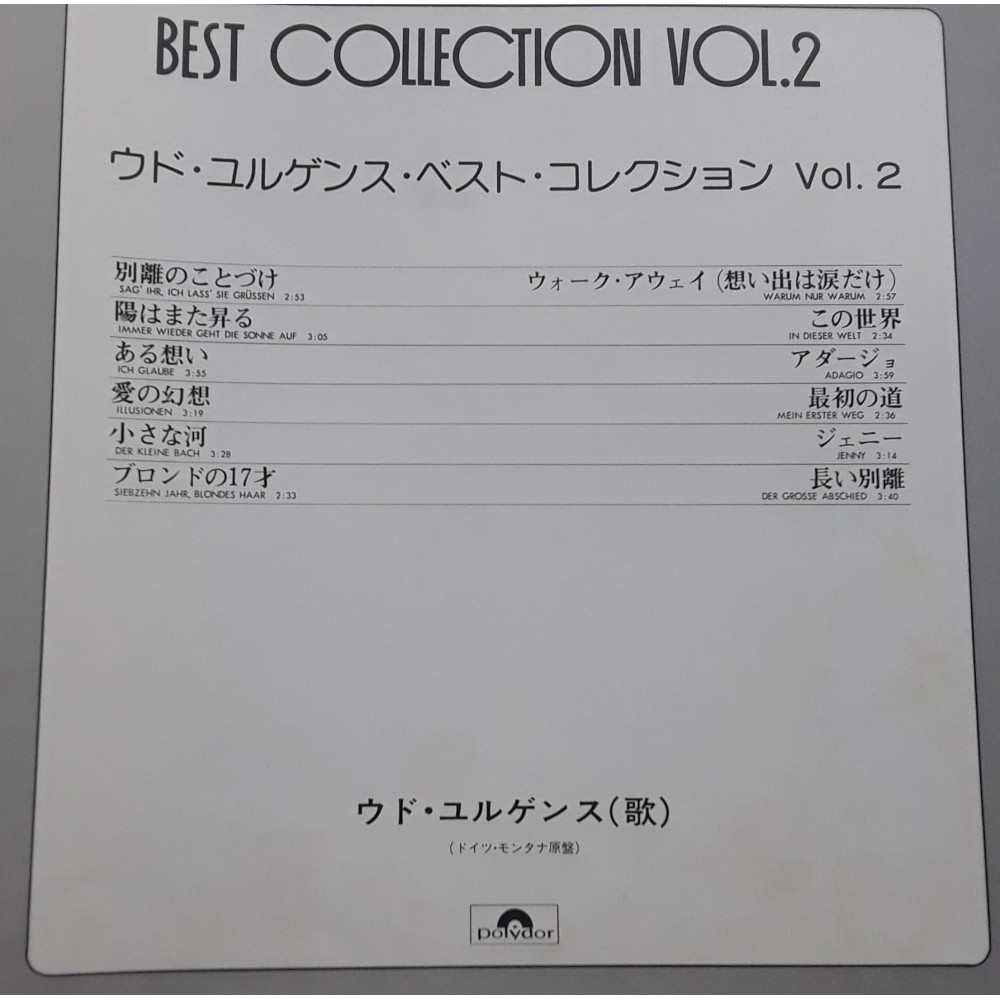 BEST COLLECTION VOL.2
ウド・ユルゲンス・ベスト・コレクション Vol. 2
別離のことづけ
SAG' IHR, ICH LASS' SIE GRÜSSEN 2:53
陽はまた昇る
IMMER WIEDER GEHT DIE SONNE AUF 3:05
ある想い
ICH GLAUBE 3:55
愛の幻想
ILLUSIONEN 3:19
小さな河
DER KLEINE BACH 3:28
ブロンドの17才
SIEBZEHN JAHR, BLONDES HAAR 2:33
ウォーク・アウェイ(想い出は涙だけ)
WARUM NUR WARUM 2:57
この世界
IN DIESER WELT 2:34
アダージョ
ADAGIO 3:59
最初の道
MEIN ERSTER WEG 2:36
ジェニー
JENNY 3:14
長い別離
DER GROSSE ABSCHIED 3:40
ウド・ユルゲンス(歌)
(ドイツ・モンタナ原盤)
polydor